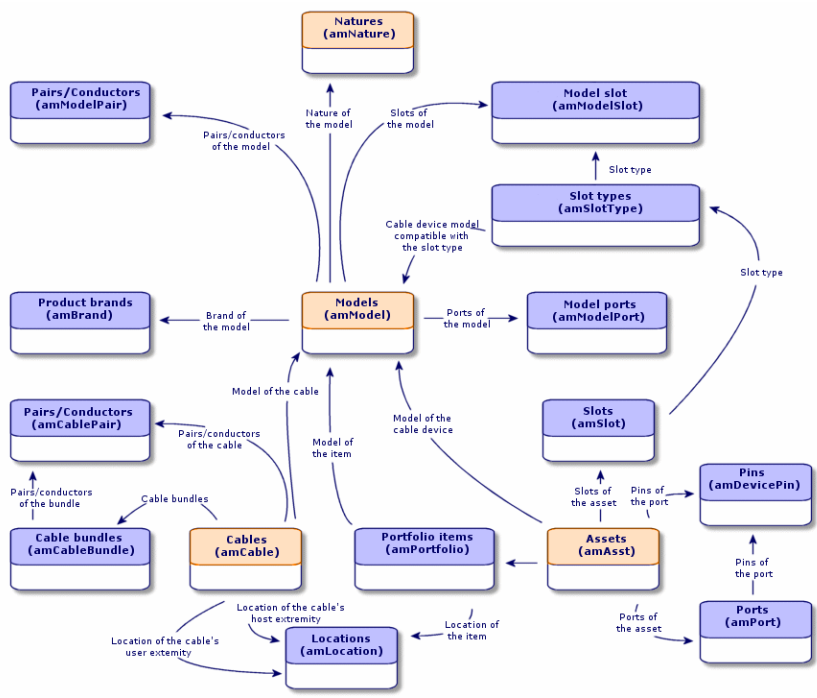 Natures
(amNature)
Pairs/Conductors
(amModelPair)
Model slot
(amModelSlot)
Nature of
the model
Slots of
the model
Pairs/conductors
of the model
Slot type
Slot types
(amSlotType)
Cable device model
compatible with
the slot type
Slot type
Product brands
(amBrand)
Brand of
the model
Models
(amModel)
Ports of
the model
Model ports
(amModelPort)
Model of the cable
Pairs/Conductors
(amCablePair)
Pairs/conductors
of the cable
Model of
the item
Model of the
cable device
Slots
(amSlot)
Pairs/conductors
of the bundle
Cable bundles
Slots of
the asset
Pins of
the port
Pins
(amDevicePin)
Cable bundles
(amCableBundle)
Cables
(amCable)
Portfolio items
(amPortfolio)
Assets
(amAsst)
Pins of
the port
Location of the cable's
host extremity
Location of the cable's
user extemity
Locations
(amLocation)
Location of
the item
Ports of
the asset
Ports
(amPort)